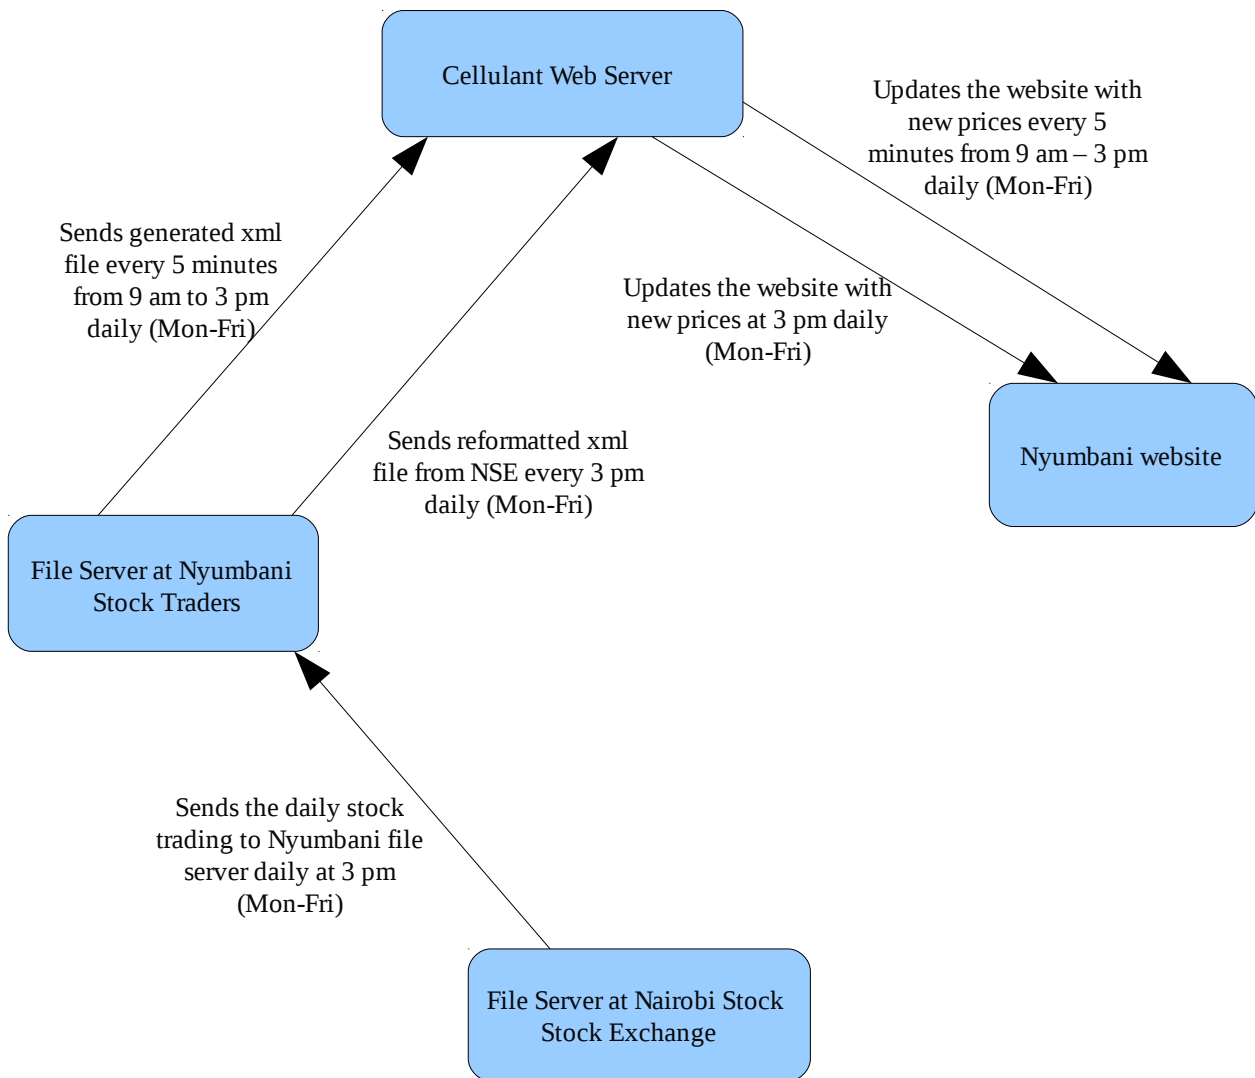 Cellulant Web Server
Updates the website with
new prices every 5
minutes from 9 am – 3 pm
daily (Mon-Fri)
Sends generated xml
file every 5 minutes
from 9 am to 3 pm
daily (Mon-Fri)
Updates the website with
new prices at 3 pm daily
(Mon-Fri)
Sends reformatted xml
file from NSE every 3 pm
daily (Mon-Fri)
Nyumbani website
File Server at Nyumbani
Stock Traders
Sends the daily stock
trading to Nyumbani file
server daily at 3 pm
(Mon-Fri)
File Server at Nairobi Stock
Stock Exchange